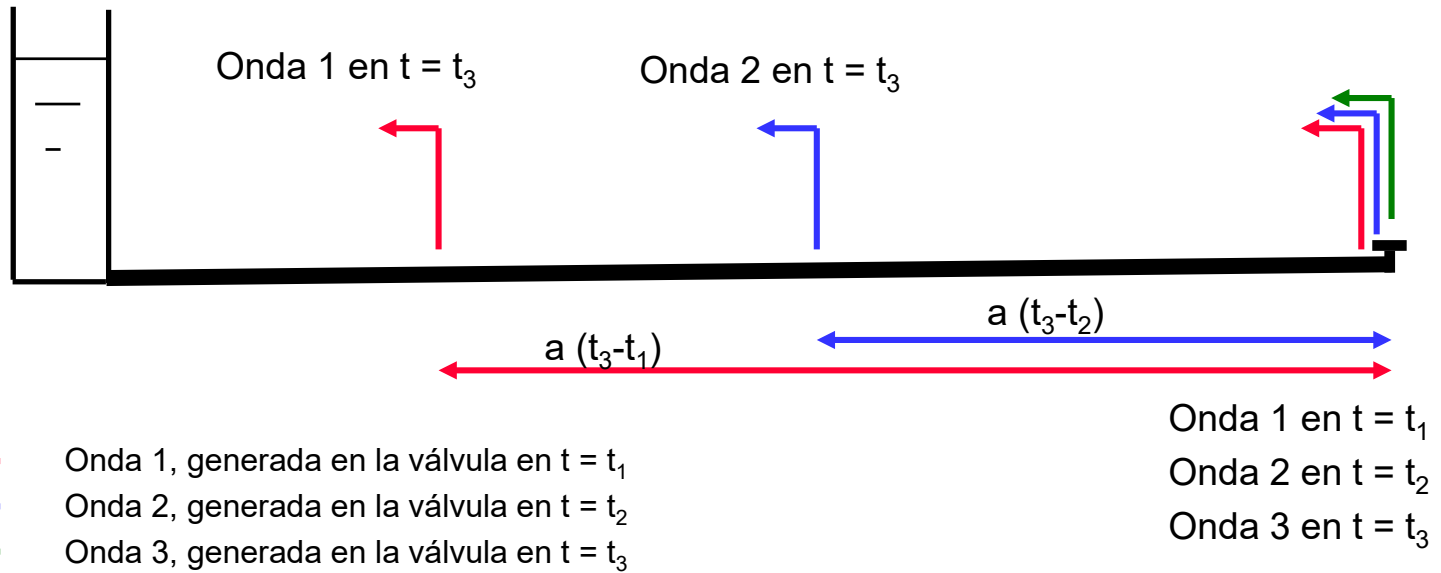 Onda 1 en t = t₃
Onda 2 en t = t₃
a (t₃-t₂)
a (t₃-t₁)
Onda 1 en t = t₁
Onda 2 en t = t₂
Onda 3 en t = t₃
Onda 1, generada en la válvula en t = t₁
Onda 2, generada en la válvula en t = t₂
Onda 3, generada en la válvula en t = t₃